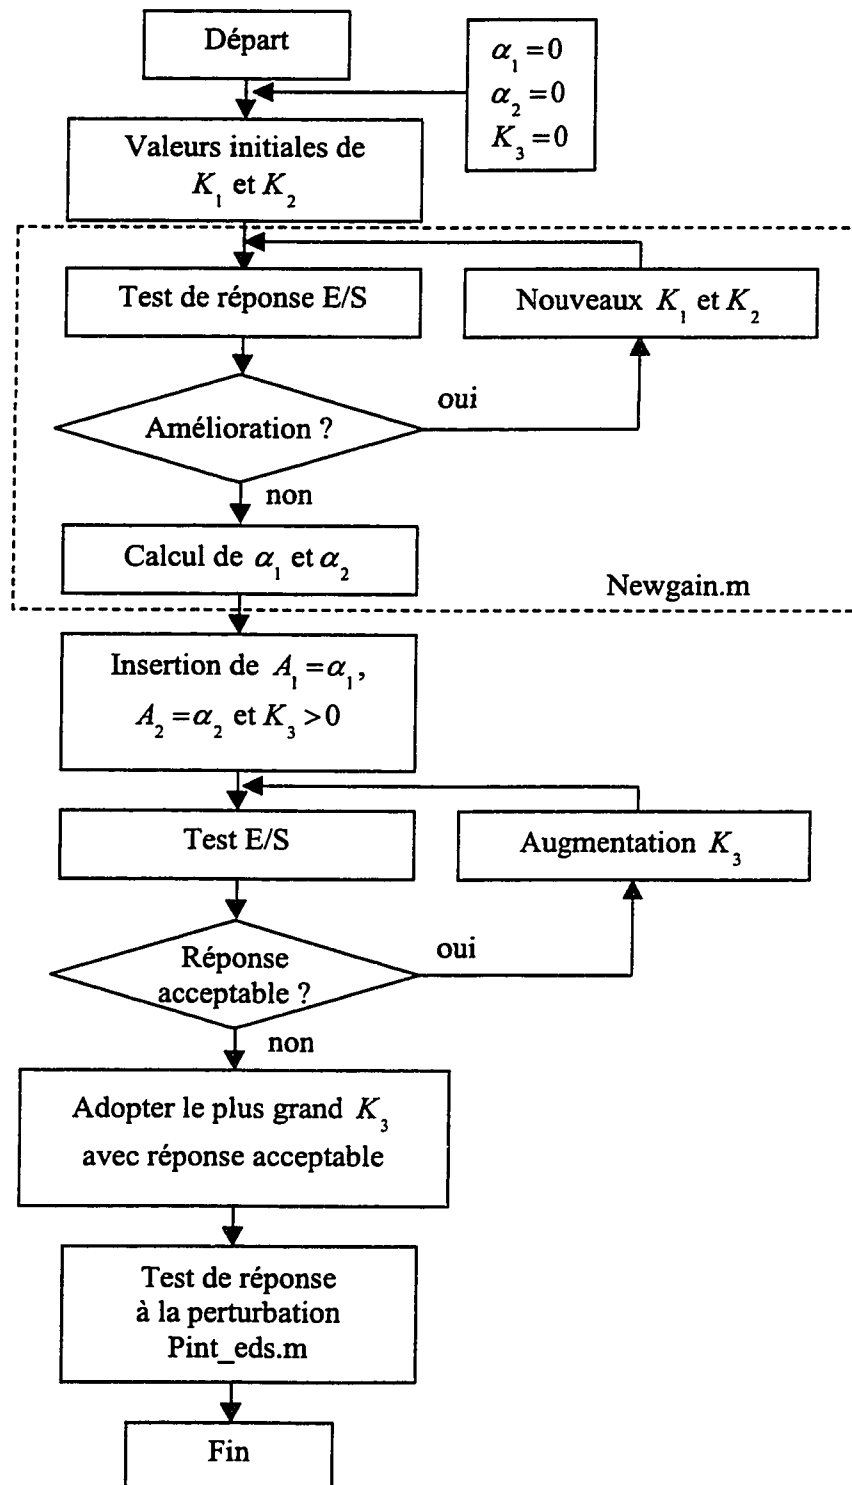 Départ
α₁=0
α₂=0
K₃=0
Valeurs initiales de
K₁ et K₂
Test de réponse E/S
Nouveaux K₁ et K₂
oui
Amélioration ?
non
Calcul de α₁ et α₂
Newgain.m
Insertion de A₁=α₁,
A₂=α₂ et K₃>0
Test E/S
Augmentation K₃
oui
Réponse
acceptable ?
non
Adopter le plus grand K₃
avec réponse acceptable
Test de réponse
à la perturbation
Pint_eds.m
Fin